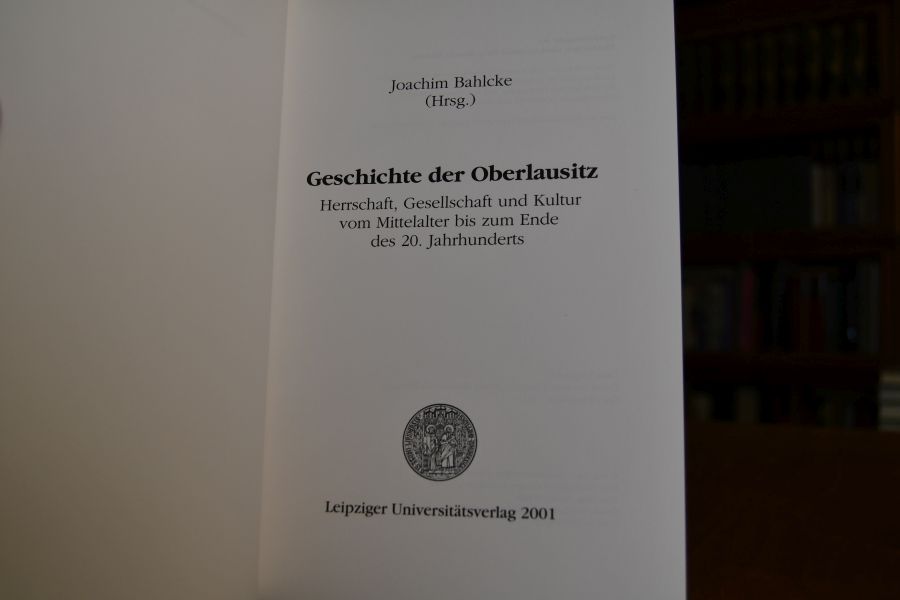 Joachim Bahlcke
(Hrsg.)
Geschichte der Oberlausitz
Herrschaft, Gesellschaft und Kultur
vom Mittelalter bis zum Ende
des 20. Jahrhunderts
Leipziger Universitätsverlag 2001